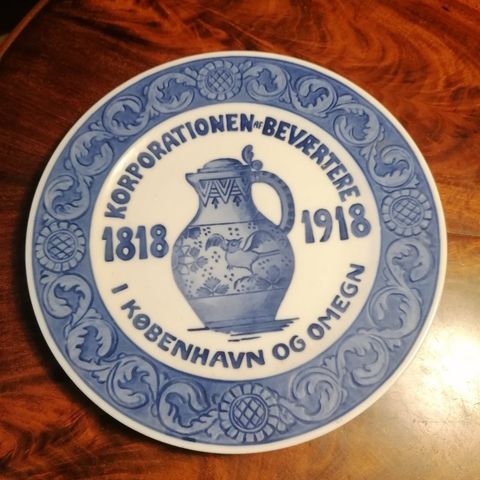 KORPORATIONEN AF BEVÆRTERE
1818 1918
I KØBENHAVN OG OMEGN